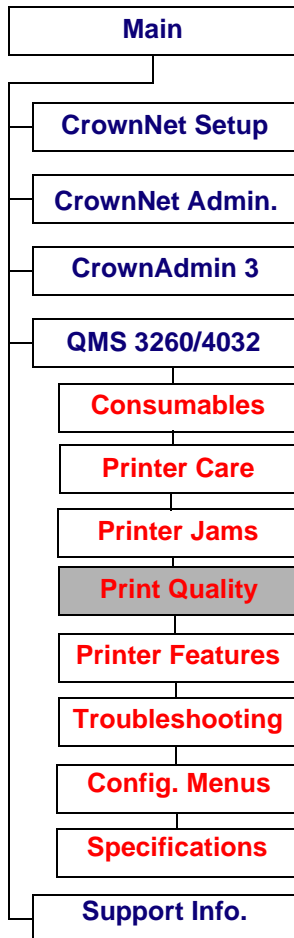 Main
CrownNet Setup
CrownNet Admin.
CrownAdmin 3
QMS 3260/4032
Consumables
Printer Care
Printer Jams
Print Quality
Printer Features
Troubleshooting
Config. Menus
Specifications
Support Info.